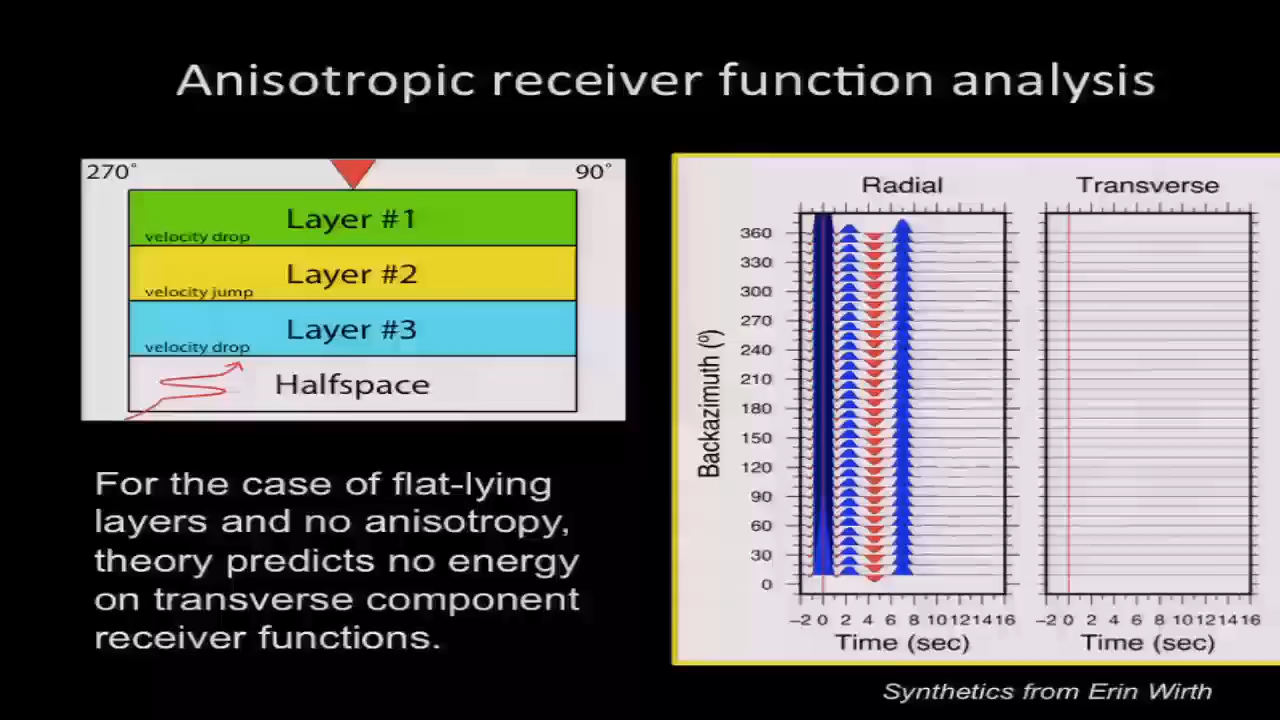 Anisotropic receiver function analysis
270° 90°
Layer #1
velocity drop
Layer #2
velocity jump
Layer #3
velocity drop
Halfspace
For the case of flat-lying
layers and no anisotropy,
theory predicts no energy
on transverse component
receiver functions.
Radial Transverse
Backazimuth (º)
360
330
300
270
240
210
180
150
120
90
60
30
0
−2 0 2 4 6 8 10 12 14 16 −2 0 2 4 6 8 10 12 14 16
Time (sec) Time (sec)
Synthetics from Erin Wirth